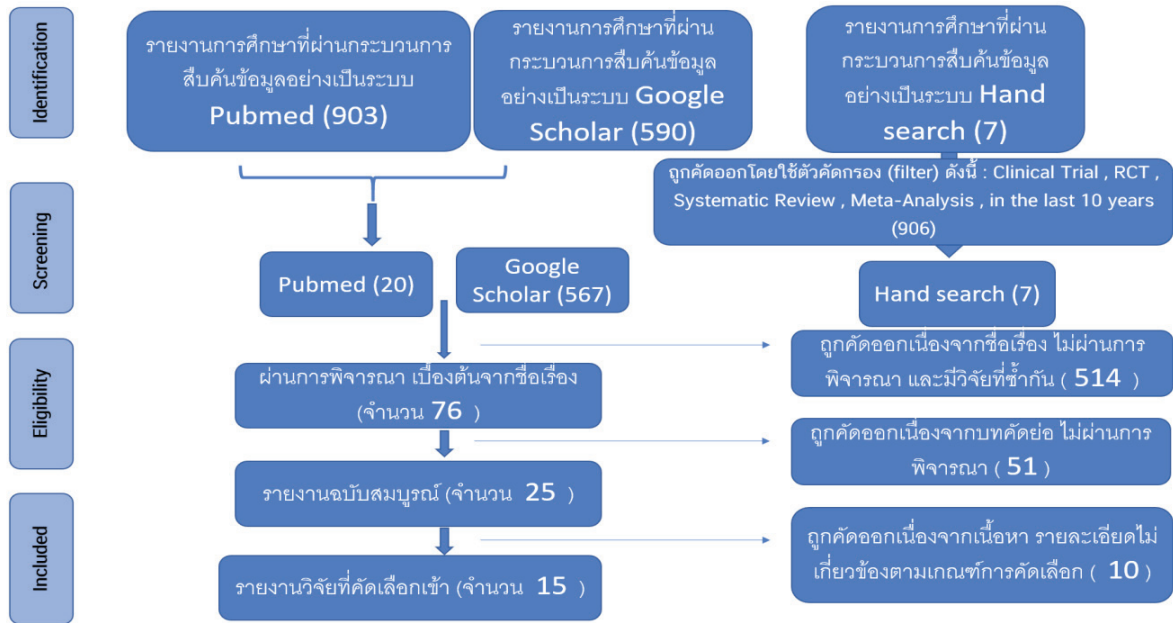 Identification
รายงานการศึกษาที่ผ่านกระบวนการ
สืบค้นข้อมูลอย่างเป็นระบบ
Pubmed (903)
รายงานการศึกษาที่ผ่าน
กระบวนการสืบค้นข้อมูล
อย่างเป็นระบบ Google
Scholar (590)
รายงานการศึกษาที่ผ่าน
กระบวนการสืบค้นข้อมูล
อย่างเป็นระบบ Hand
search (7)
Screening
ถูกคัดออกโดยใช้ตัวคัดกรอง (filter) ดังนี้ : Clinical Trial , RCT ,
Systematic Review , Meta-Analysis , in the last 10 years
(906)
Pubmed (20)
Google
Scholar (567)
Hand search (7)
Eligibility
ผ่านการพิจารณา เบื้องต้นจากชื่อเรื่อง
(จำนวน 76 )
ถูกคัดออกเนื่องจากชื่อเรื่อง ไม่ผ่านการ
พิจารณา และมีวิจัยที่ซ้ำกัน ( 514 )
ถูกคัดออกเนื่องจากบทคัดย่อ ไม่ผ่านการ
พิจารณา ( 51 )
รายงานฉบับสมบูรณ์ (จำนวน 25 )
Included
ถูกคัดออกเนื่องจากเนื้อหา รายละเอียดไม่
เกี่ยวข้องตามเกณฑ์การคัดเลือก ( 10 )
รายงานวิจัยที่คัดเลือกเข้า (จำนวน 15 )